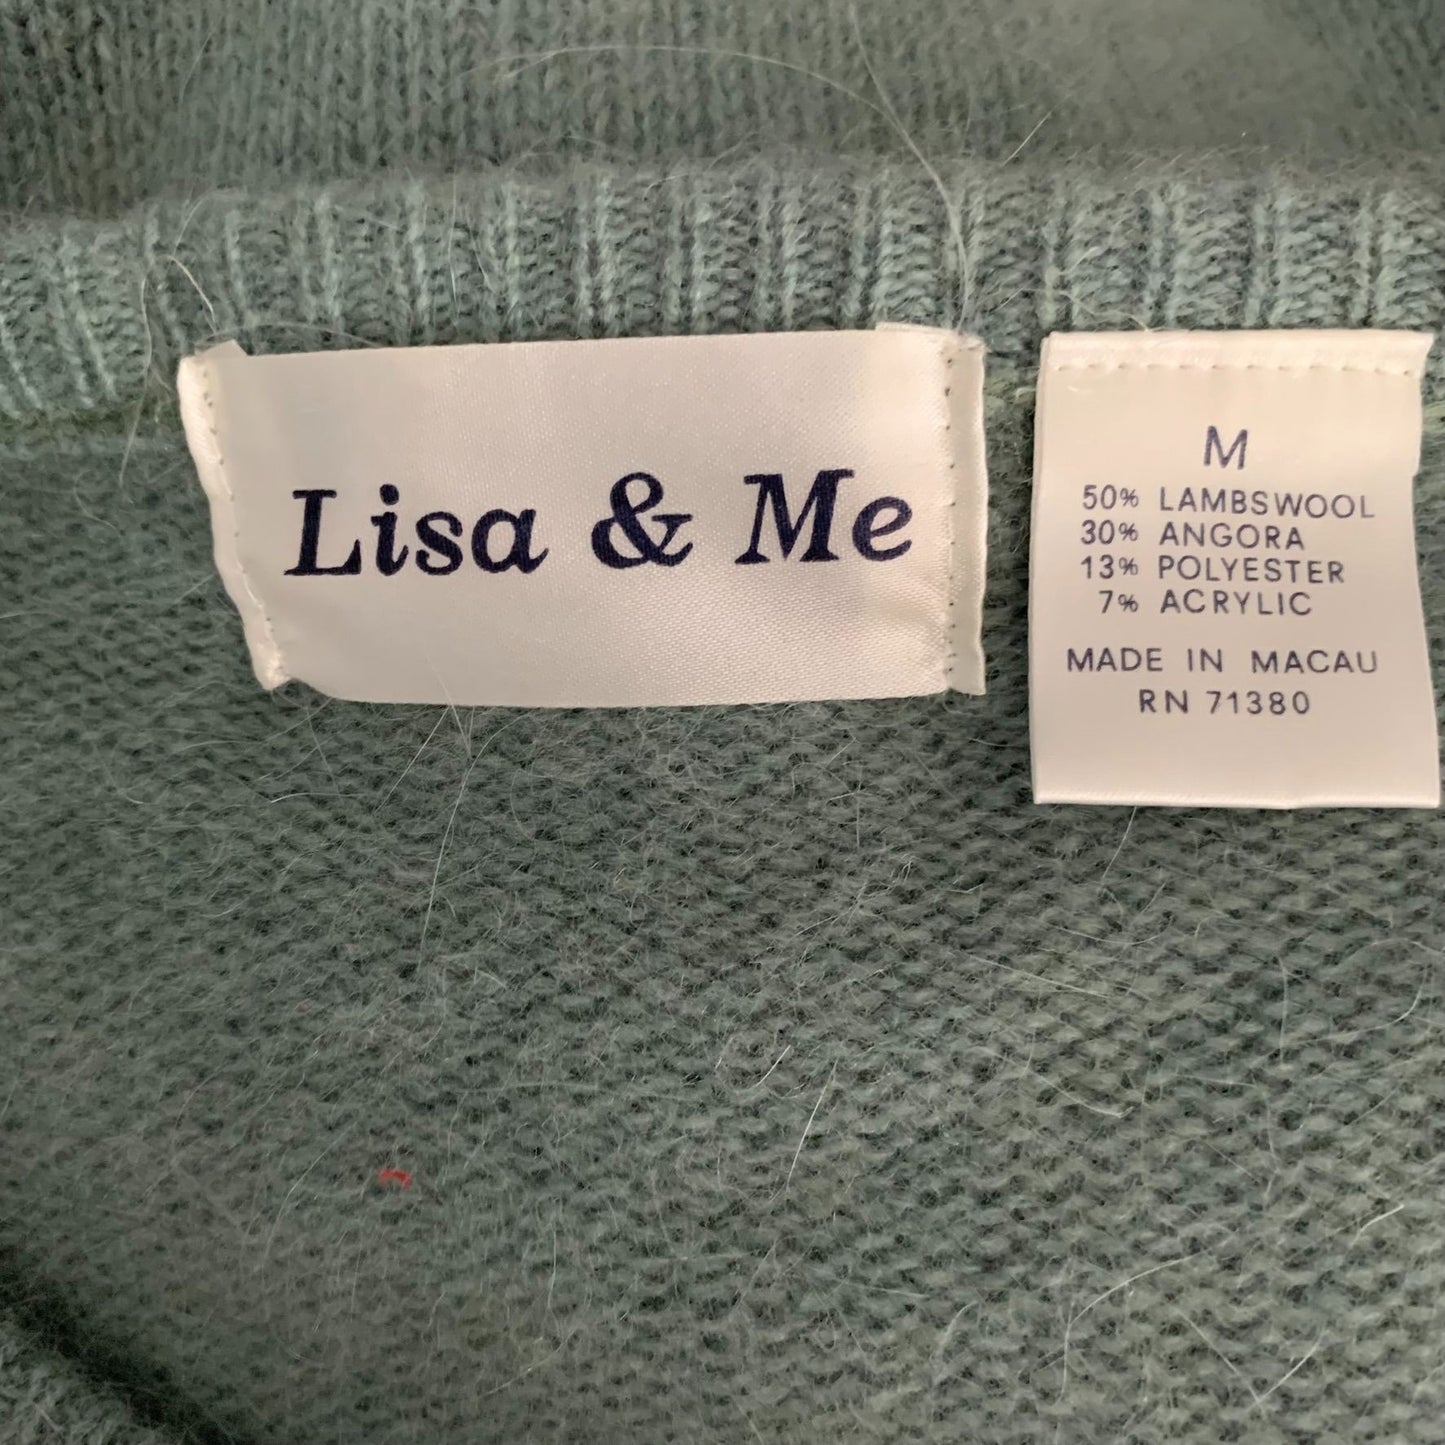 Lisa & Me
M
50% LAMBSWOOL
30% ANGORA
13% POLYESTER
7% ACRYLIC
MADE IN MACAU
RN 71380